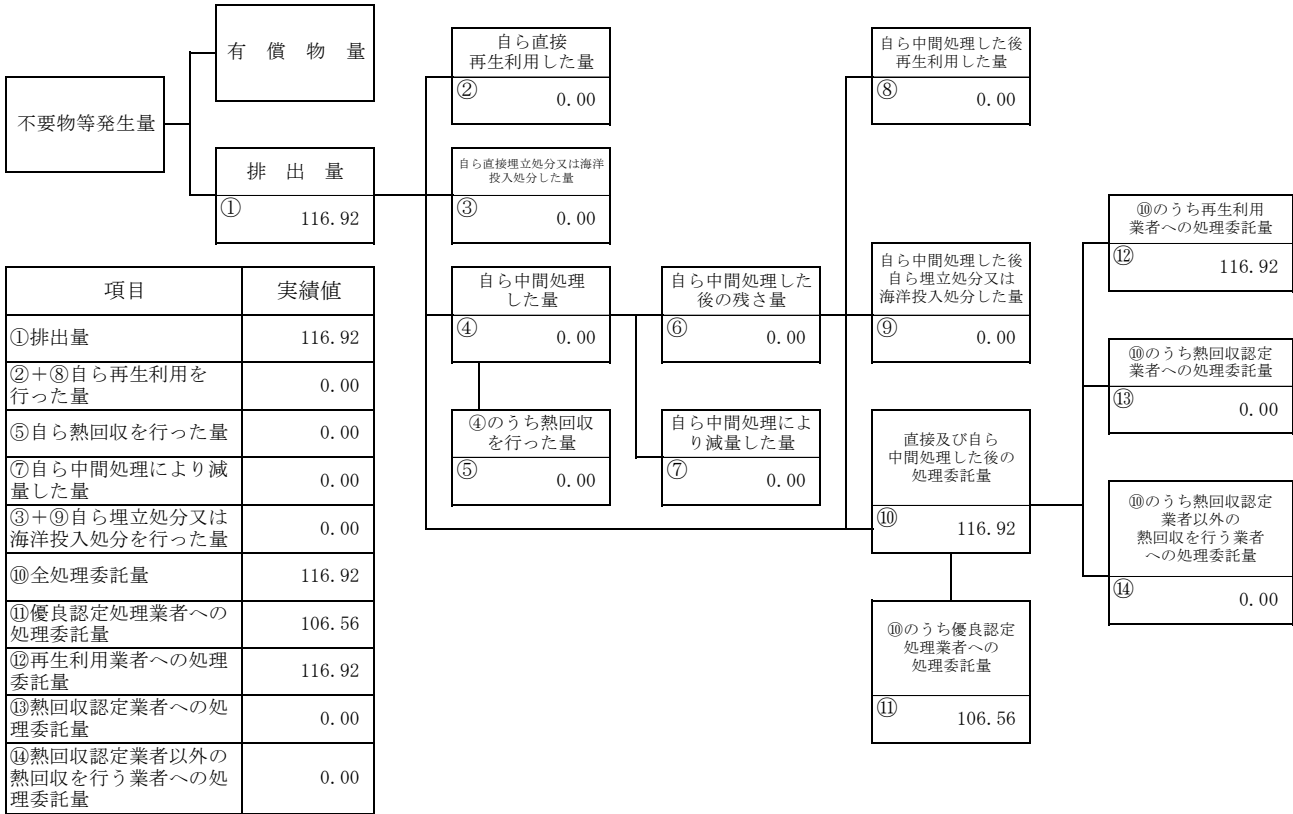 有 償 物 量
不要物等発生量
排 出 量
① 116.92
自ら直接
再生利用した量
② 0.00
自ら直接埋立処分又は海洋
投入処分した量
③ 0.00
自ら中間処理
した量
④ 0.00
④のうち熱回収
を行った量
⑤ 0.00
自ら中間処理した
後の残さ量
⑥ 0.00
自ら中間処理によ
り減量した量
⑦ 0.00
自ら中間処理した後
再生利用した量
⑧ 0.00
自ら中間処理した後
自ら埋立処分又は
海洋投入処分した量
⑨ 0.00
直接及び自ら
中間処理した後の
処理委託量
⑩ 116.92
⑩のうち優良認定
処理業者への
処理委託量
⑪ 106.56
⑩のうち再生利用
業者への処理委託量
⑫ 116.92
⑩のうち熱回収認定
業者への処理委託量
⑬ 0.00
⑩のうち熱回収認定
業者以外の
熱回収を行う業者
への処理委託量
⑭ 0.00
項目 実績値
①排出量 116.92
②＋⑧自ら再生利用を
行った量 0.00
⑤自ら熱回収を行った量 0.00
⑦自ら中間処理により減
量した量 0.00
③＋⑨自ら埋立処分又は
海洋投入処分を行った量 0.00
⑩全処理委託量 116.92
⑪優良認定処理業者への
処理委託量 106.56
⑫再生利用業者への処理
委託量 116.92
⑬熱回収認定業者への処
理委託量 0.00
⑭熱回収認定業者以外の
熱回収を行う業者への処
理委託量 0.00